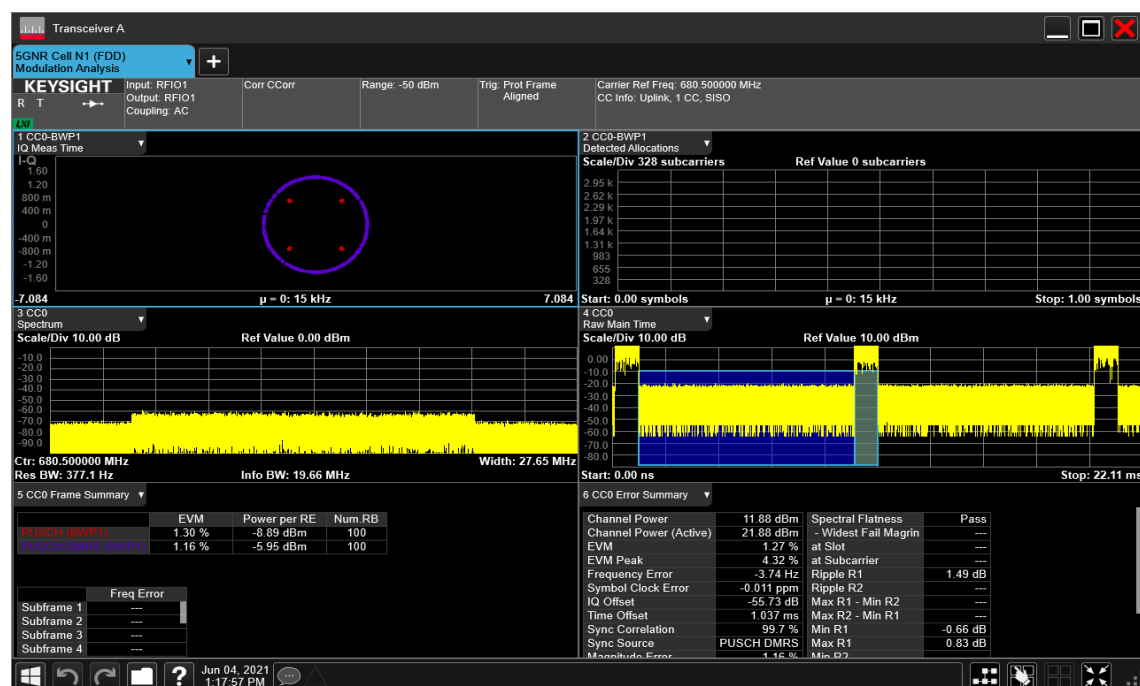 Transceiver A
5GNR Cell N1 (FDD)
Modulation Analysis
+
KEYSIGHT
R T
LXI
Input: RFIO1
Output: RFIO1
Coupling: AC
Corr CCorr
Range: -50 dBm
Trig: Prot Frame
Aligned
Carrier Ref Freq: 680.500000 MHz
CC Info: Uplink, 1 CC, SISO
1 CC0-BWP1
IQ Meas Time
I-Q
1.60
1.20
800 m
400 m
0
-400 m
-800 m
-1.20
-1.60
-7.084 μ = 0: 15 kHz 7.084
2 CC0-BWP1
Detected Allocations
Scale/Div 328 subcarriers Ref Value 0 subcarriers
2.95 k
2.62 k
2.29 k
1.97 k
1.64 k
1.31 k
983
655
328
Start: 0.00 symbols μ = 0: 15 kHz Stop: 1.00 symbols
3 CC0
Spectrum
Scale/Div 10.00 dB Ref Value 0.00 dBm
-10.0
-20.0
-30.0
-40.0
-50.0
-60.0
-70.0
-80.0
-90.0
Ctr: 680.500000 MHz Width: 27.65 MHz
Res BW: 377.1 Hz Info BW: 19.66 MHz
4 CC0
Raw Main Time
Scale/Div 10.00 dB Ref Value 10.00 dBm
0.00
-10.0
-20.0
-30.0
-40.0
-50.0
-60.0
-70.0
-80.0
Start: 0.00 ns Stop: 22.11 ms
5 CC0 Frame Summary
EVM Power per RE Num.RB
PUSCH (BWP1) 1.30 % -8.89 dBm 100
PUSCH DMRS (BWP1) 1.16 % -5.95 dBm 100
Freq Error
Subframe 1 ---
Subframe 2 ---
Subframe 3 ---
Subframe 4 ---
6 CC0 Error Summary
Channel Power 11.88 dBm Spectral Flatness Pass
Channel Power (Active) 21.88 dBm - Widest Fail Magrin ---
EVM 1.27 % at Slot ---
EVM Peak 4.32 % at Subcarrier ---
Frequency Error -3.74 Hz Ripple R1 1.49 dB
Symbol Clock Error -0.011 ppm Ripple R2 ---
IQ Offset -55.73 dB Max R1 - Min R2 ---
Time Offset 1.037 ms Max R2 - Min R1 ---
Sync Correlation 99.7 % Min R1 -0.66 dB
Sync Source PUSCH DMRS Max R1 0.83 dB
Magnitude Error 1.16 % Min R2
?
Jun 04, 2021
1:17:57 PM